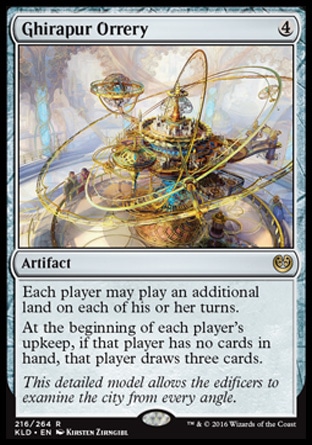 Ghirapur Orrery 4
Artifact
Each player may play an additional
land on each of his or her turns.
At the beginning of each player's
upkeep, if that player has no cards in
hand, that player draws three cards.
This detailed model allows the edificers to
examine the city from every angle.
216/264 R
KLD • EN Kirsten Zirngibl
™ & © 2016 Wizards of the Coast